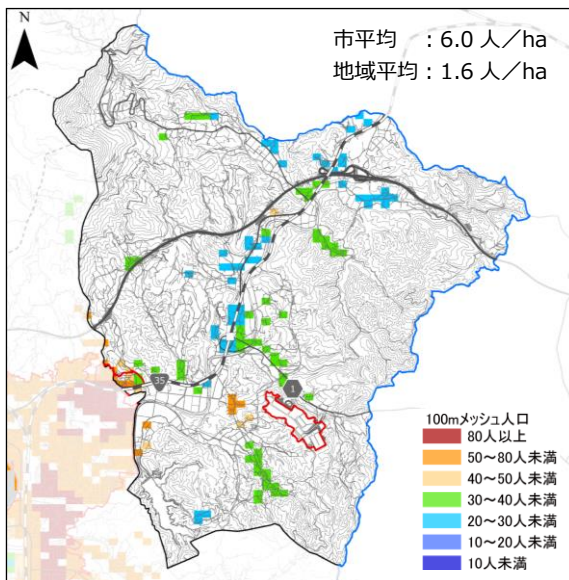 N
市平均 ：6.0 人／ha
地域平均：1.6 人／ha
35
1
100mメッシュ人口
80人以上
50～80人未満
40～50人未満
30～40人未満
20～30人未満
10～20人未満
10人未満